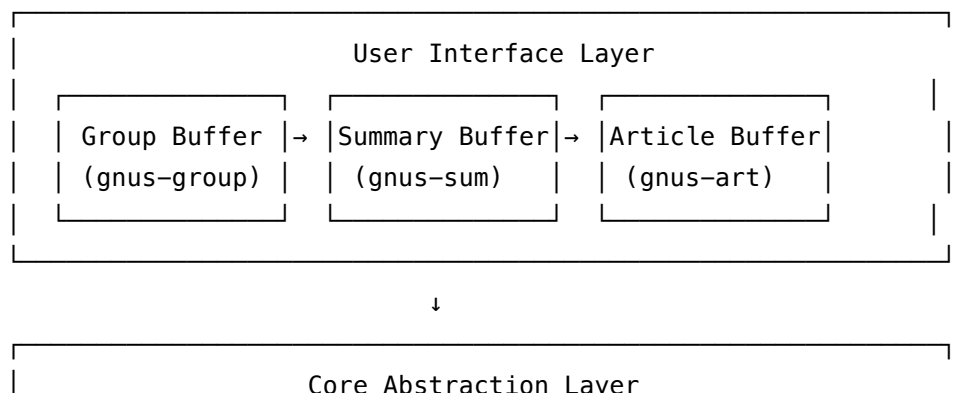 User Interface Layer
Group Buffer → Summary Buffer → Article Buffer
(gnus-group) (gnus-sum) (gnus-art)
↓
Core Abstraction Layer